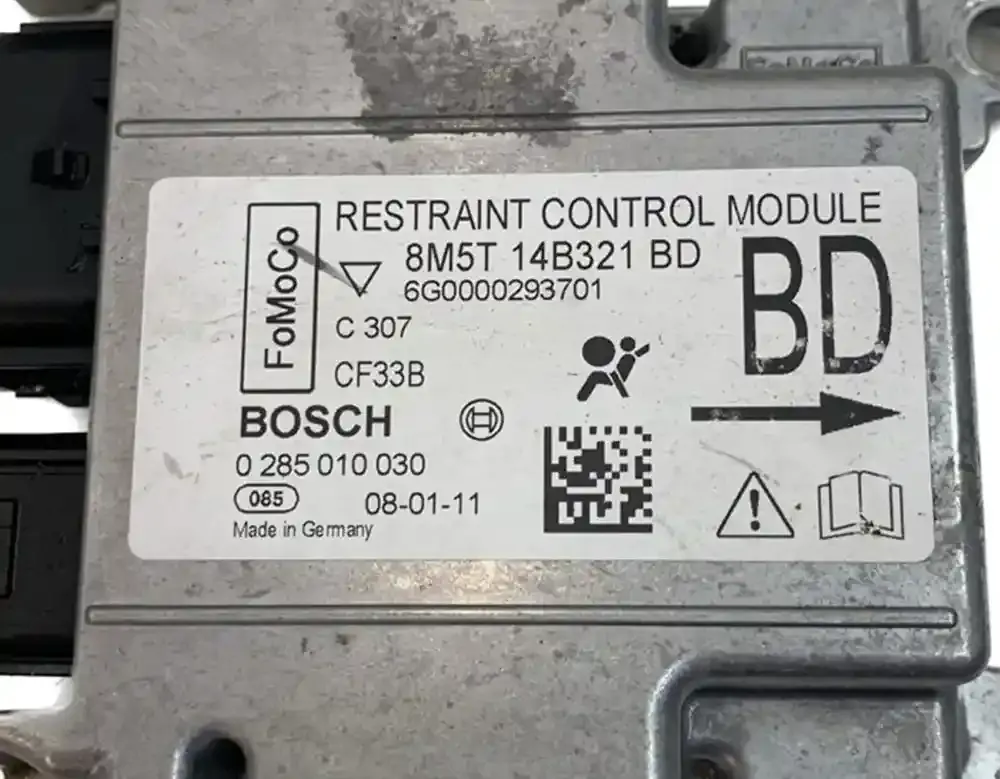 FoMoCo
FoMoCo
RESTRAINT CONTROL MODULE
8M5T 14B321 BD
6G0000293701
BD
C 307
CF33B
BOSCH
0 285 010 030
085
08-01-11
Made in Germany